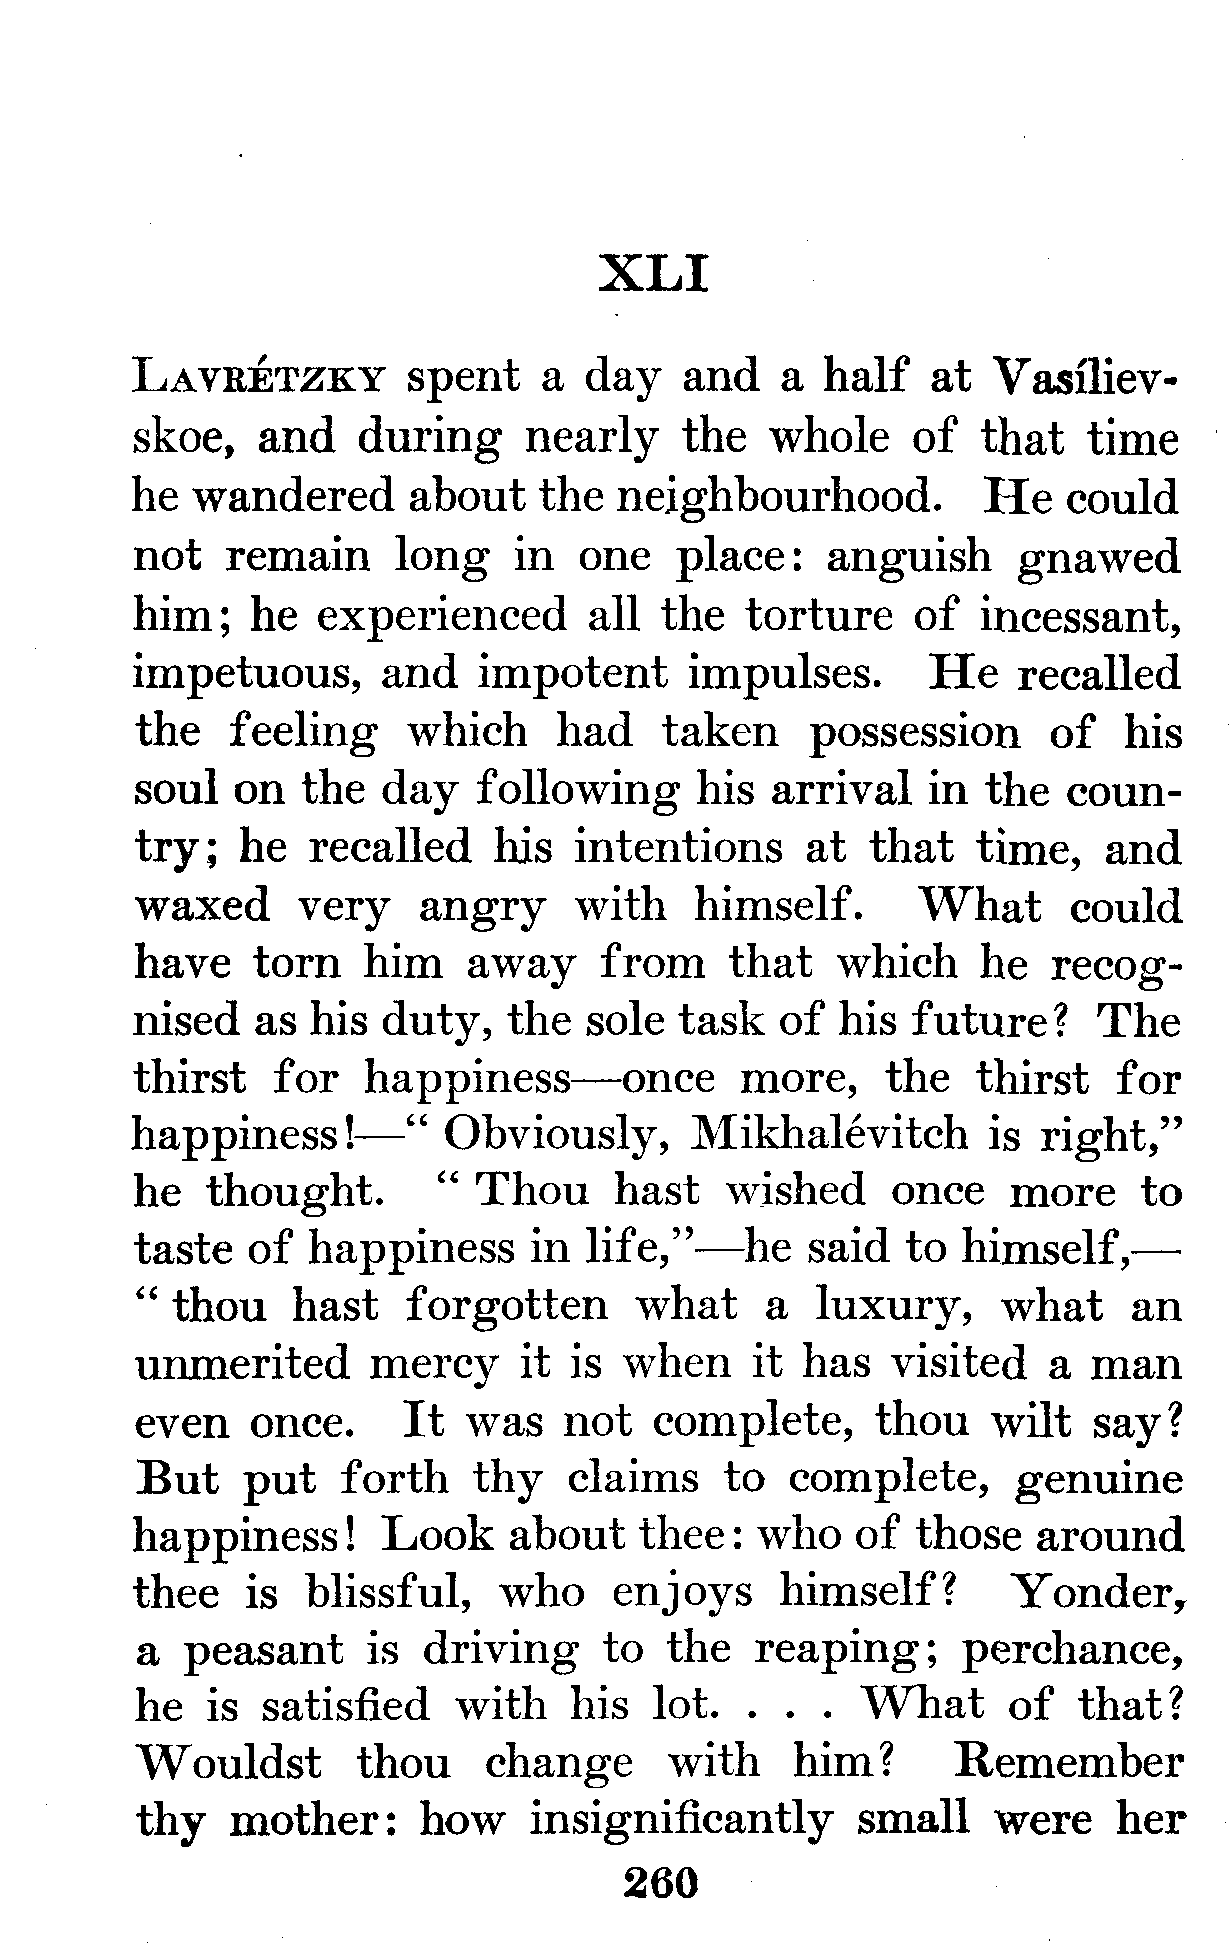 XLI
LAVRÉTZKY spent a day and a half at Vasíliev-
skoe, and during nearly the whole of that time
he wandered about the neighbourhood. He could
not remain long in one place: anguish gnawed
him; he experienced all the torture of incessant,
impetuous, and impotent impulses. He recalled
the feeling which had taken possession of his
soul on the day following his arrival in the coun-
try; he recalled his intentions at that time, and
waxed very angry with himself. What could
have torn him away from that which he recog-
nised as his duty, the sole task of his future? The
thirst for happiness—once more, the thirst for
happiness!—“ Obviously, Mikhalévitch is right,”
he thought. “ Thou hast wished once more to
taste of happiness in life,”—he said to himself,—
“ thou hast forgotten what a luxury, what an
unmerited mercy it is when it has visited a man
even once. It was not complete, thou wilt say?
But put forth thy claims to complete, genuine
happiness! Look about thee: who of those around
thee is blissful, who enjoys himself? Yonder,
a peasant is driving to the reaping; perchance,
he is satisfied with his lot. . . . What of that?
Wouldst thou change with him? Remember
thy mother: how insignificantly small were her
260